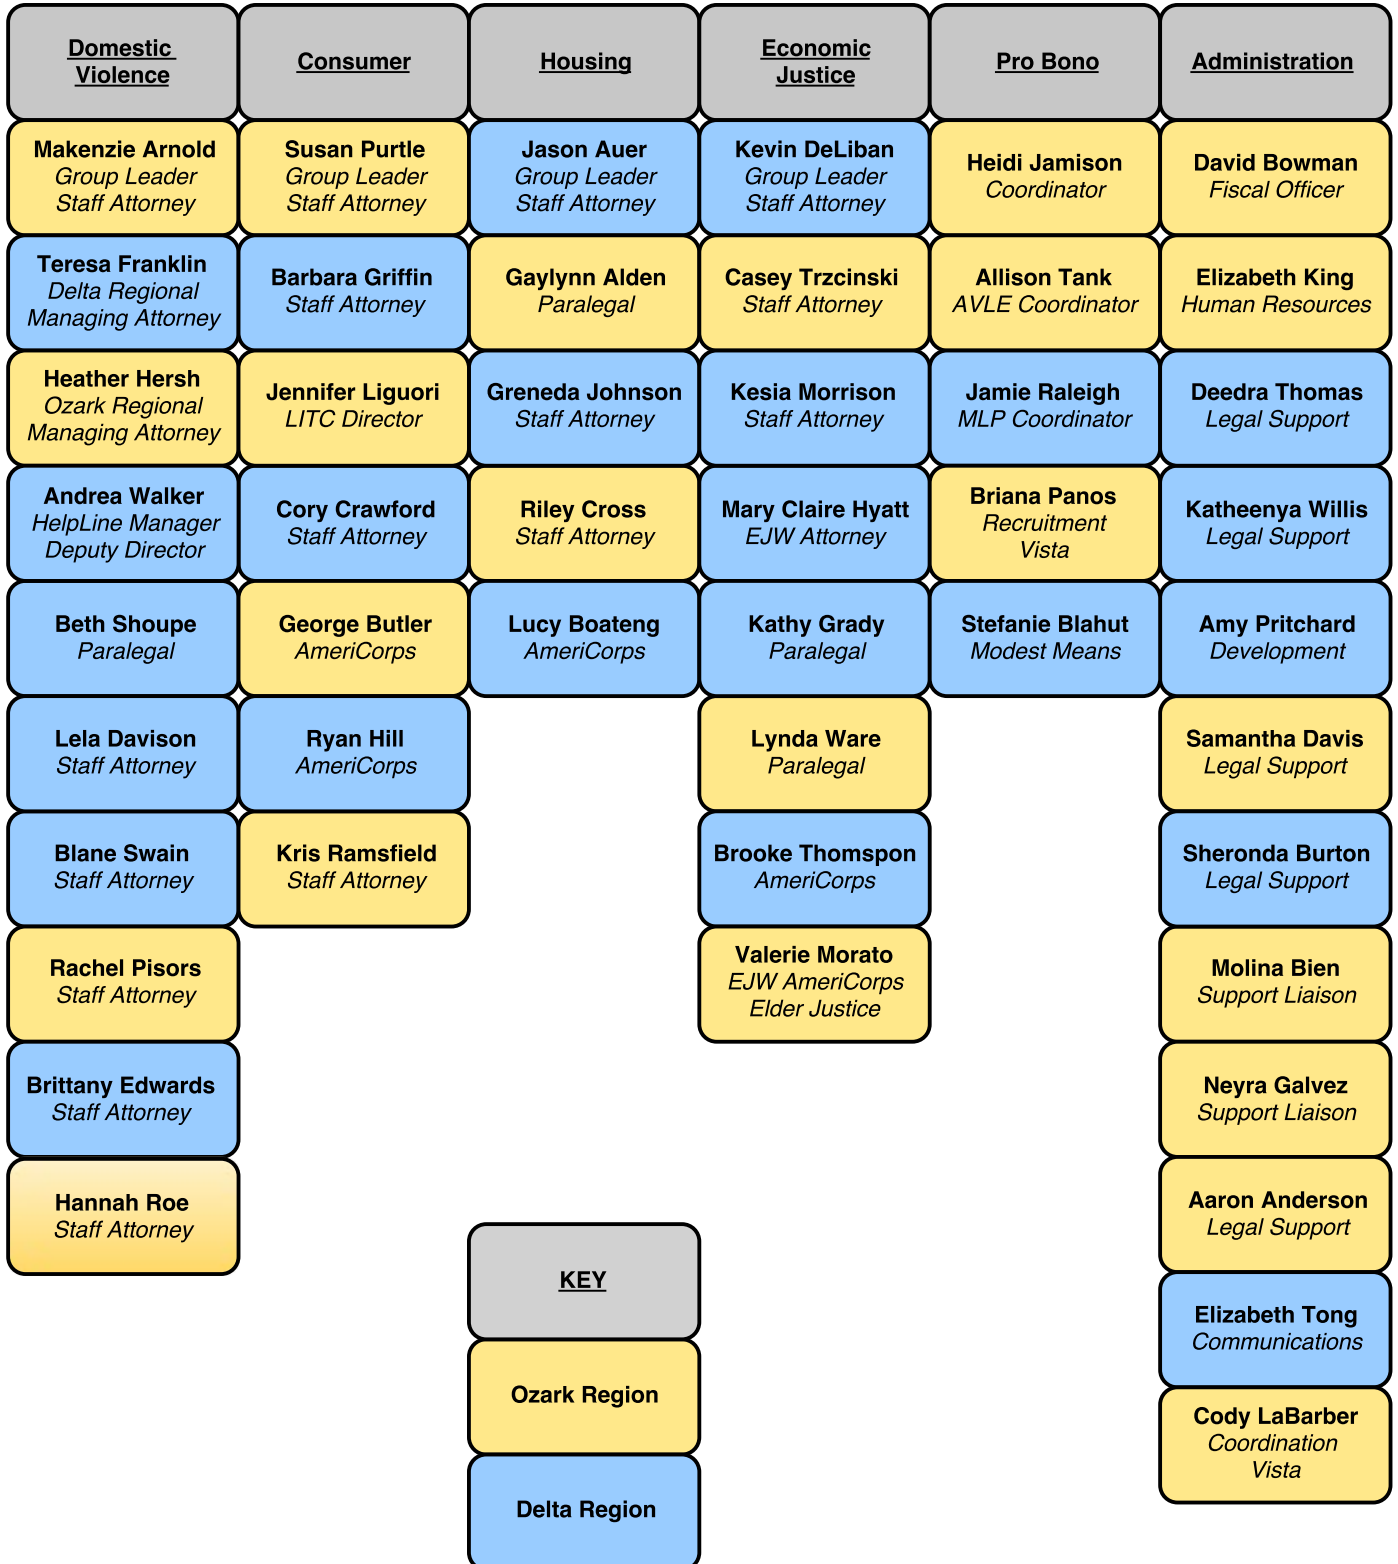 Domestic
Violence
Makenzie Arnold
Group Leader
Staff Attorney
Teresa Franklin
Delta Regional
Managing Attorney
Heather Hersh
Ozark Regional
Managing Attorney
Andrea Walker
HelpLine Manager
Deputy Director
Beth Shoupe
Paralegal
Lela Davison
Staff Attorney
Blane Swain
Staff Attorney
Rachel Pisors
Staff Attorney
Brittany Edwards
Staff Attorney
Hannah Roe
Staff Attorney
Consumer
Susan Purtle
Group Leader
Staff Attorney
Barbara Griffin
Staff Attorney
Jennifer Liguori
LITC Director
Cory Crawford
Staff Attorney
George Butler
AmeriCorps
Ryan Hill
AmeriCorps
Kris Ramsfield
Staff Attorney
Housing
Jason Auer
Group Leader
Staff Attorney
Gaylynn Alden
Paralegal
Greneda Johnson
Staff Attorney
Riley Cross
Staff Attorney
Lucy Boateng
AmeriCorps
Economic
Justice
Kevin DeLiban
Group Leader
Staff Attorney
Casey Trzcinski
Staff Attorney
Kesia Morrison
Staff Attorney
Mary Claire Hyatt
EJW Attorney
Kathy Grady
Paralegal
Lynda Ware
Paralegal
Brooke Thomspon
AmeriCorps
Valerie Morato
EJW AmeriCorps
Elder Justice
Pro Bono
Heidi Jamison
Coordinator
Allison Tank
AVLE Coordinator
Jamie Raleigh
MLP Coordinator
Briana Panos
Recruitment
Vista
Stefanie Blahut
Modest Means
Administration
David Bowman
Fiscal Officer
Elizabeth King
Human Resources
Deedra Thomas
Legal Support
Katheenya Willis
Legal Support
Amy Pritchard
Development
Samantha Davis
Legal Support
Sheronda Burton
Legal Support
Molina Bien
Support Liaison
Neyra Galvez
Support Liaison
Aaron Anderson
Legal Support
Elizabeth Tong
Communications
Cody LaBarber
Coordination
Vista
KEY
Ozark Region
Delta Region